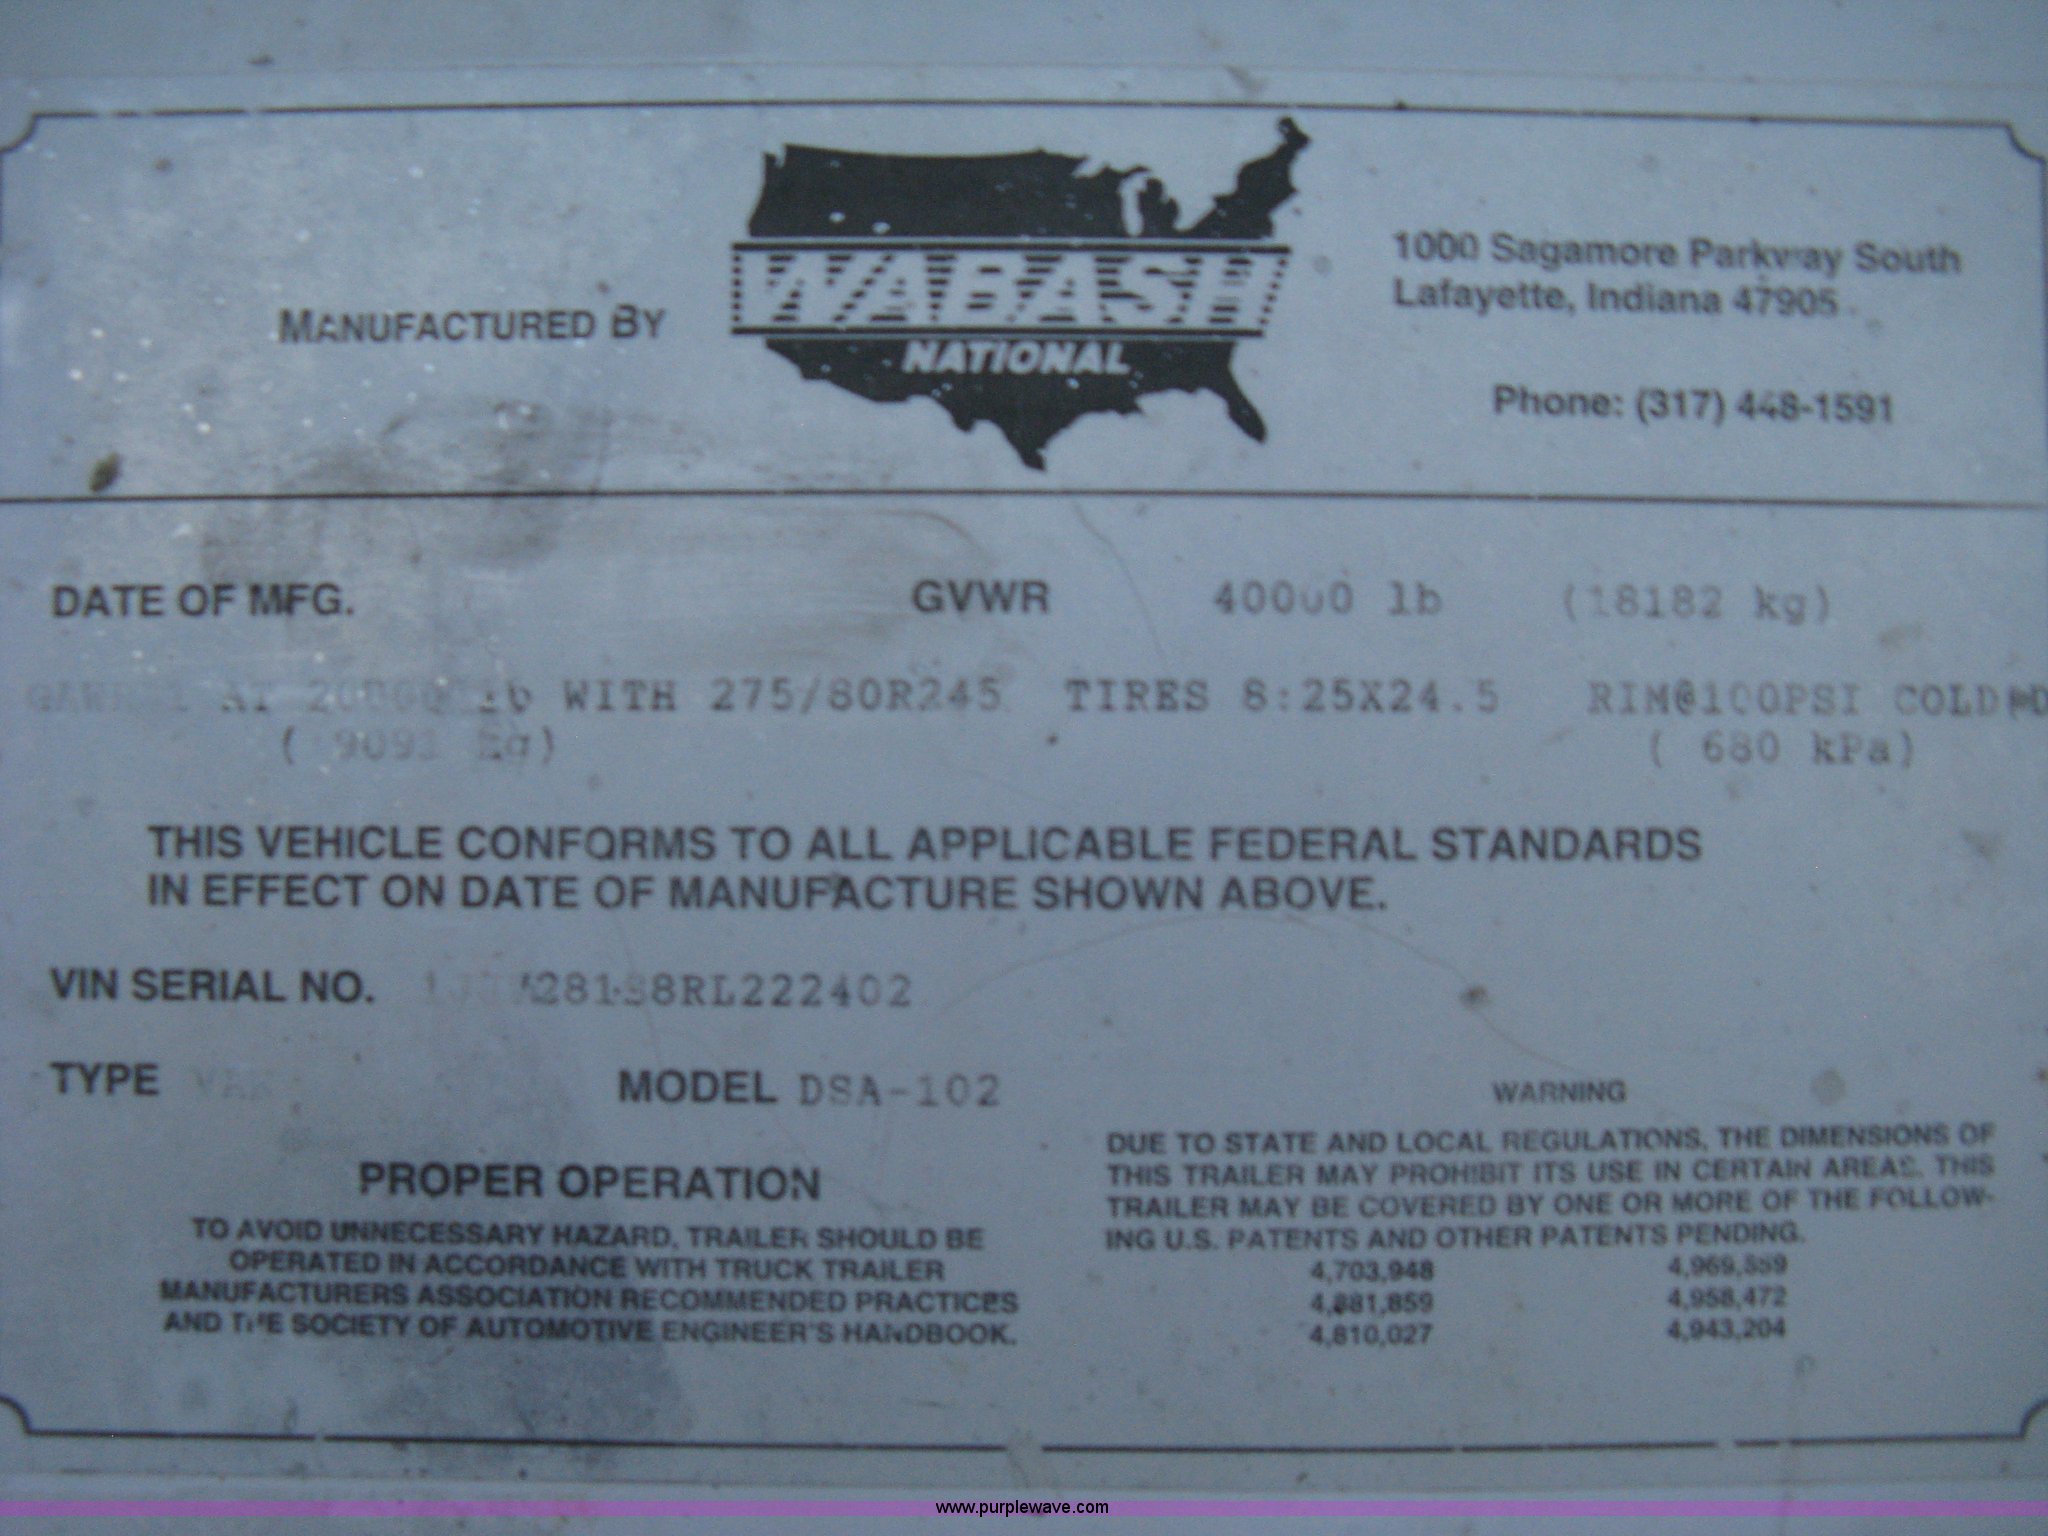 MANUFACTURED BY
WABASH
NATIONAL
1000 Sagamore Parkway South
Lafayette, Indiana 47905
Phone: (317) 448-1591
DATE OF MFG. GVWR 40000 lb (18182 kg)
AT lb WITH 275/80R245 TIRES 8:25X24.5 RIM@100PSI COLD@D
( 680 kPa)
THIS VEHICLE CONFORMS TO ALL APPLICABLE FEDERAL STANDARDS
IN EFFECT ON DATE OF MANUFACTURE SHOWN ABOVE.
VIN SERIAL NO.
TYPE VAN MODEL DSA-102
PROPER OPERATION
TO AVOID UNNECESSARY HAZARD, TRAILER SHOULD BE
OPERATED IN ACCORDANCE WITH TRUCK TRAILER
MANUFACTURERS ASSOCIATION RECOMMENDED PRACTICES
AND THE SOCIETY OF AUTOMOTIVE ENGINEER'S HANDBOOK.
WARNING
DUE TO STATE AND LOCAL REGULATIONS, THE DIMENSIONS OF
THIS TRAILER MAY PROHIBIT ITS USE IN CERTAIN AREAS. THIS
TRAILER MAY BE COVERED BY ONE OR MORE OF THE FOLLOW-
ING U.S. PATENTS AND OTHER PATENTS PENDING.
4,703,948
4,881,859 4,958,472
4,810,027 4,943,204
www.purplewave.com